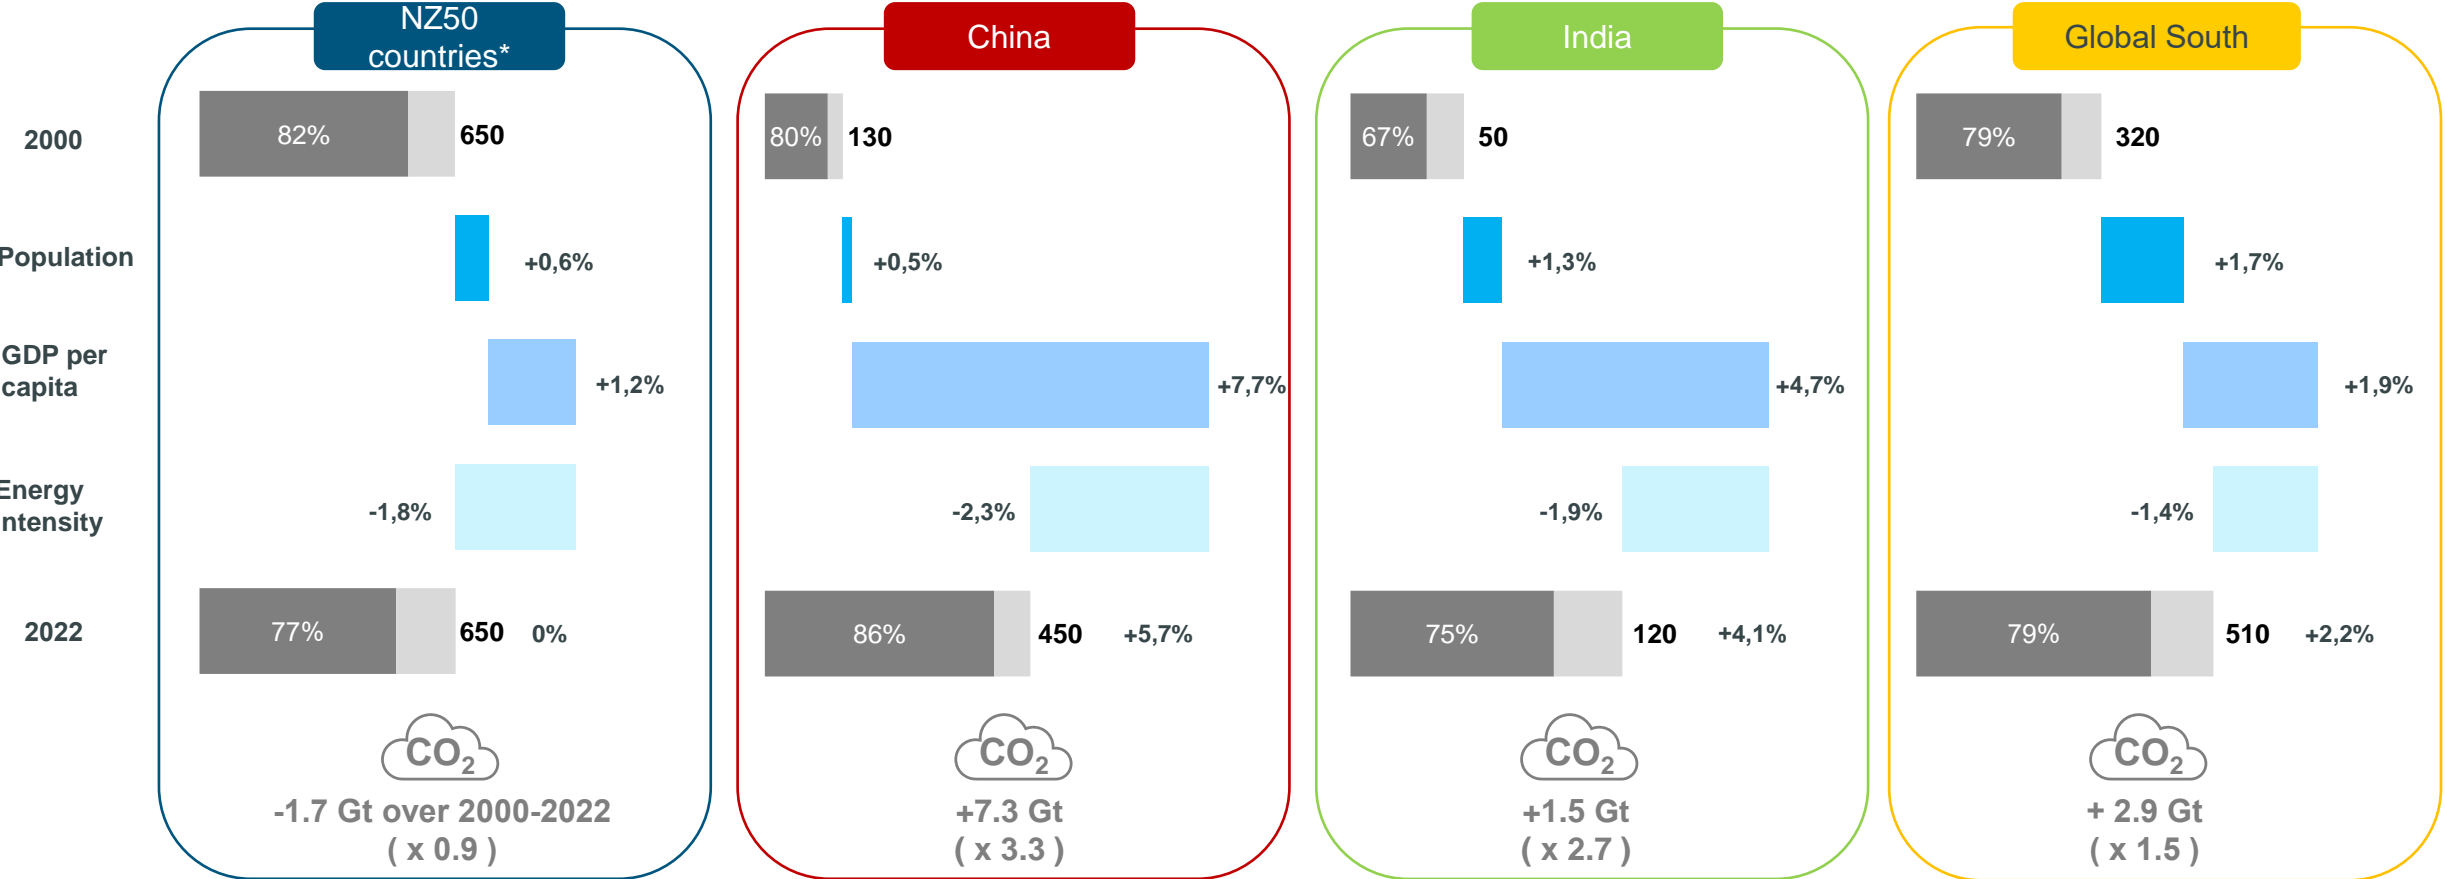 NZ50
countries*
China
India
Global South
2000
82%
650
80%
130
67%
50
79%
320
Population
+0,6%
+0,5%
+1,3%
+1,7%
GDP per
capita
+1,2%
+7,7%
+4,7%
+1,9%
Energy
ntensity
-1,8%
-2,3%
-1,9%
-1,4%
2022
77%
650
0%
86%
450
+5,7%
75%
120
+4,1%
79%
510
+2,2%
CO2
CO2
CO2
CO2
-1.7 Gt over 2000-2022
( x 0.9 )
+7.3 Gt
( x 3.3 )
+1.5 Gt
( x 2.7 )
+ 2.9 Gt
( x 1.5 )